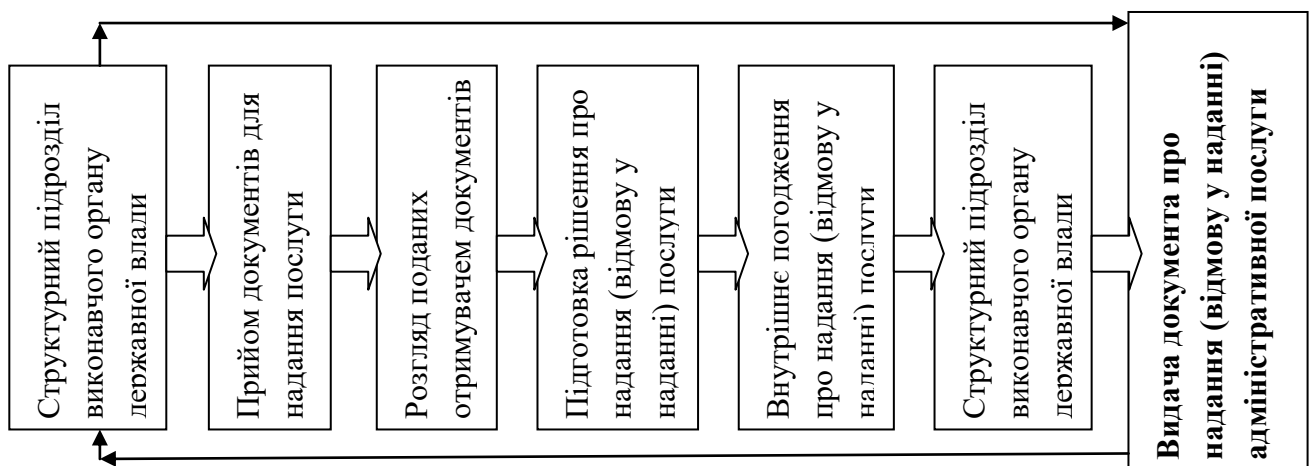 Структурний підрозділ
виконавчого органу
державної влади
Прийом документів для
надання послуги
Розгляд поданих
отримувачем документів
Підготовка рішення про
надання (відмову у
наданні) послуги
Внутрішнє погодження
про надання (відмову у
наданні) послуги
Структурний підрозділ
виконавчого органу
державної влади
Видача документа про
надання (відмову у наданні)
адміністративної послуги